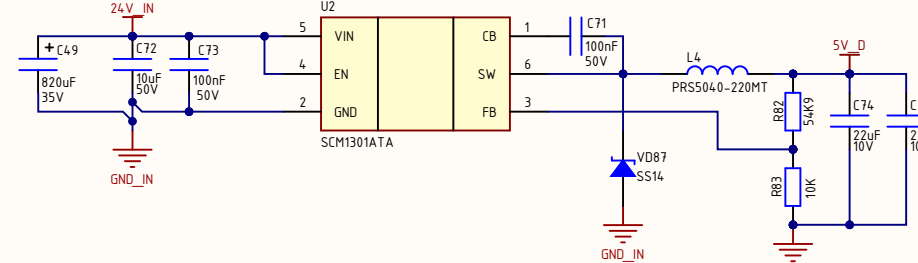 24V_IN
U2
C49
820uF
35V
C72
10uF
50V
C73
100nF
50V
5
4
2
VIN
EN
GND
CB
SW
FB
1
6
3
SCM1301ATA
C71
100nF
50V
L4
PRS5040-220MT
5V_D
R82
54K9
C74
22uF
10V
VD87
SS14
R83
10K
GND_IN
GND_IN